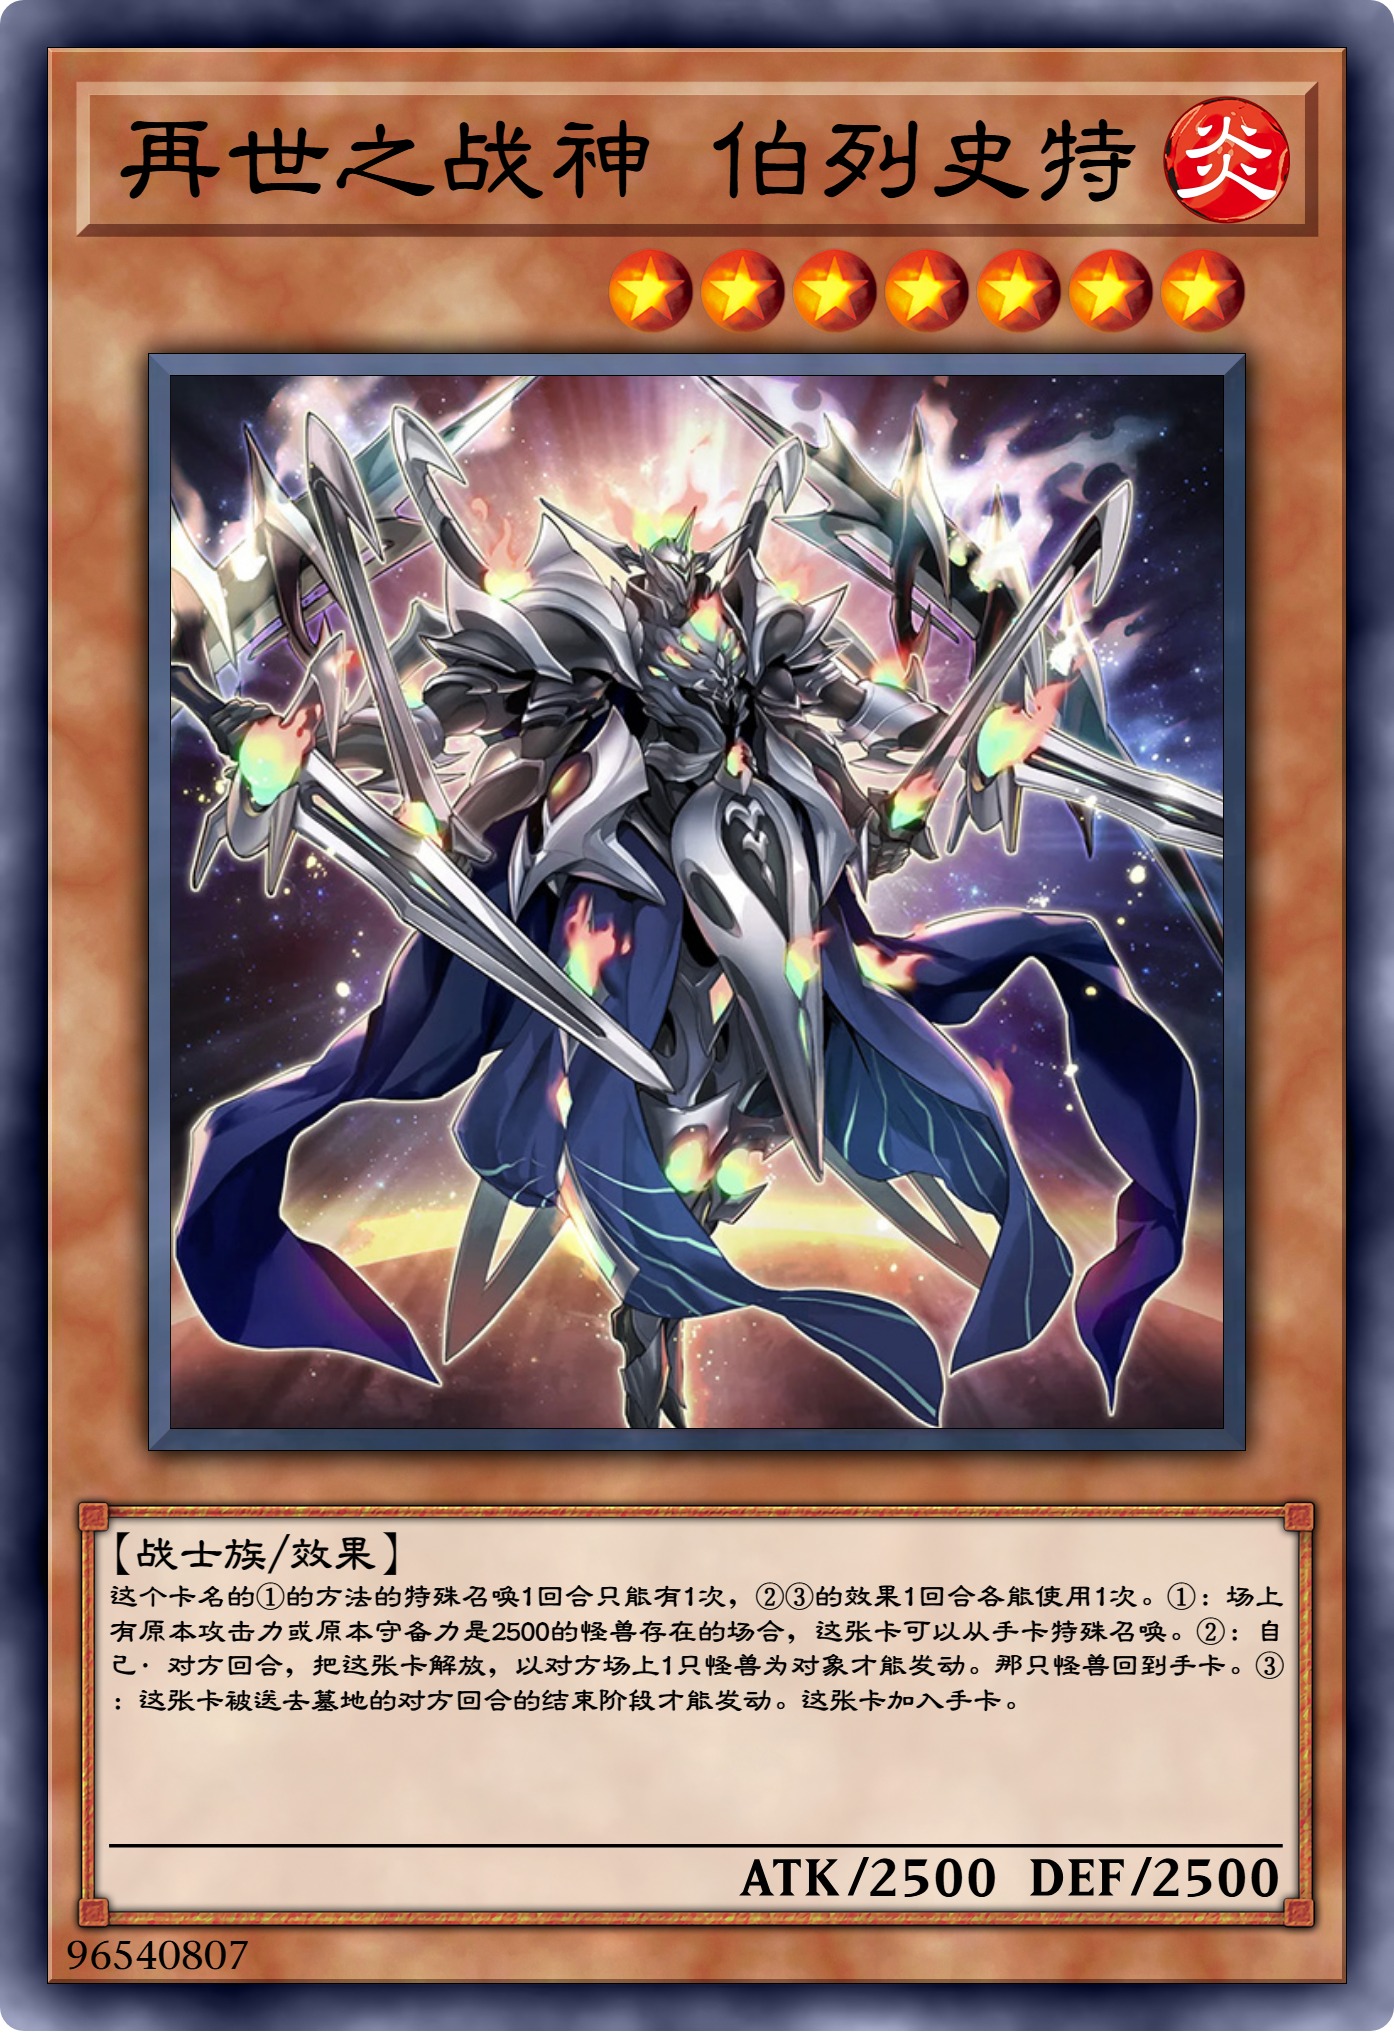 再世之战神 伯列史特 炎
【战士族/效果】
这个卡名的①的方法的特殊召唤1回合只能有1次，②③的效果1回合各能使用1次。①：场上
有原本攻击力或原本守备力是2500的怪兽存在的场合，这张卡可以从手卡特殊召唤。②：自
己·对方回合，把这张卡解放，以对方场上1只怪兽为对象才能发动。那只怪兽回到手卡。③
：这张卡被送去墓地的对方回合的结束阶段才能发动。这张卡加入手卡。
ATK/2500 DEF/2500
96540807